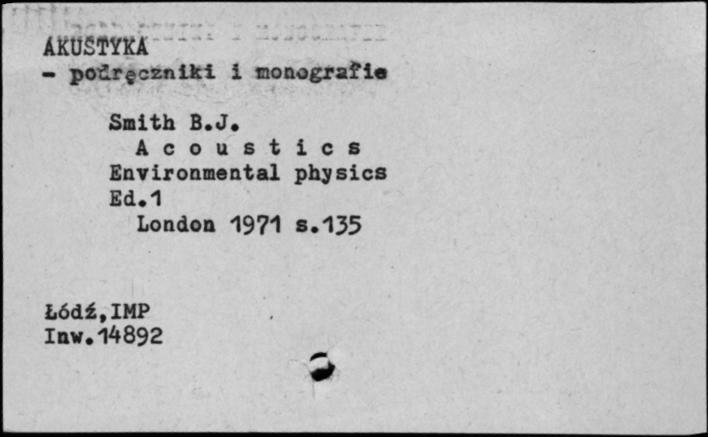 AKUSTYKA
- podręczniki i monografie
Smith B.J.
A c o u s t i c s
Environmental physics
Ed.1
London 1971 s.135
Łódź,IMP
Inw.14892